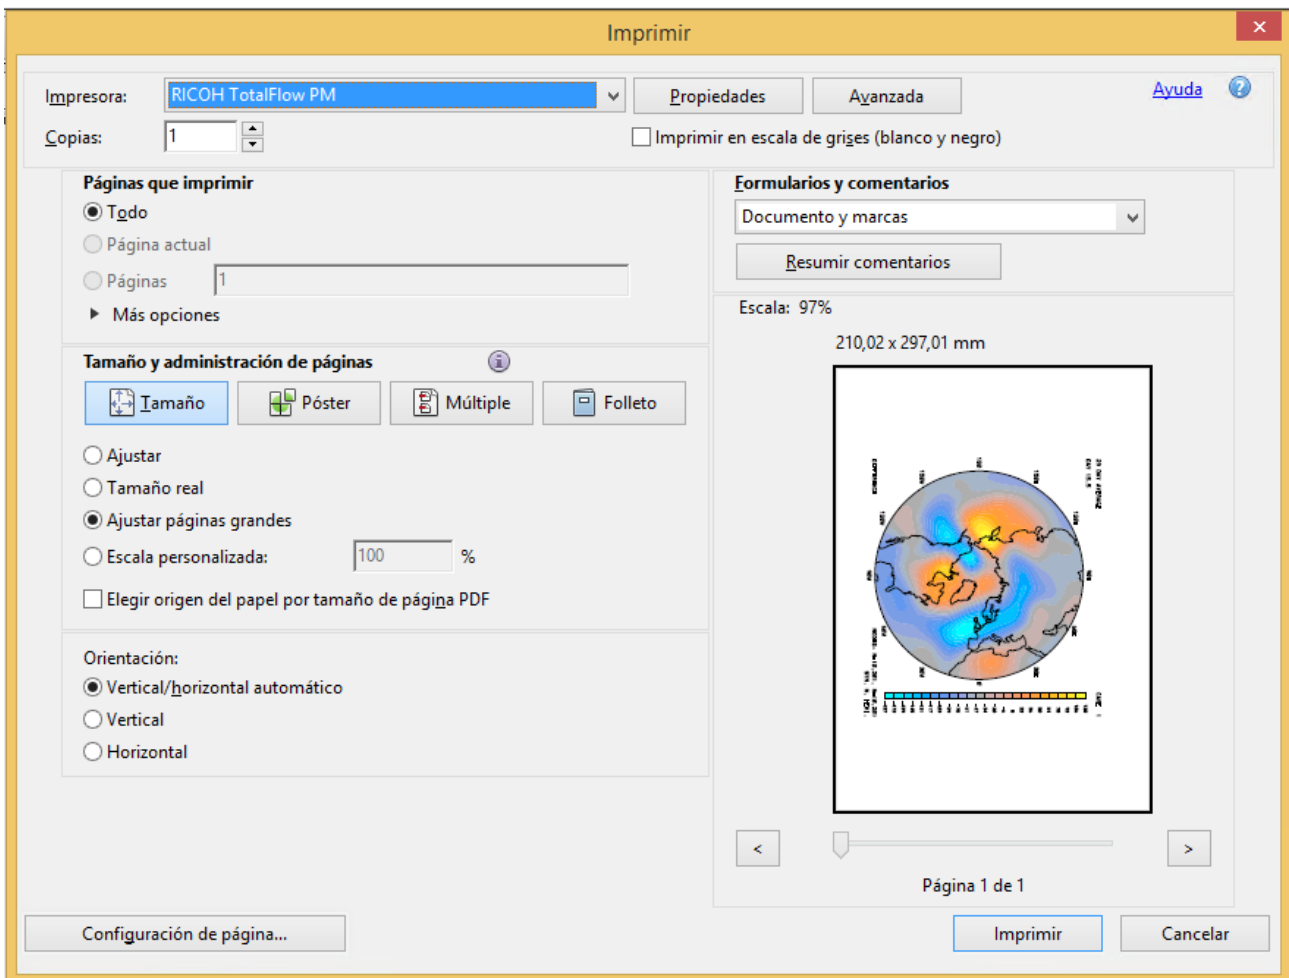 Imprimir
Impresora: RICOH TotalFlow PM Propiedades Avanzada Ayuda
Copias: 1 Imprimir en escala de grises (blanco y negro)
Páginas que imprimir
Todo
Página actual
Páginas 1
Más opciones
Tamaño y administración de páginas
Tamaño Póster Múltiple Folleto
Ajustar
Tamaño real
Ajustar páginas grandes
Escala personalizada: 100 %
Elegir origen del papel por tamaño de página PDF
Orientación:
Vertical/horizontal automático
Vertical
Horizontal
Formularios y comentarios
Documento y marcas
Resumir comentarios
Escala: 97%
210,02 x 297,01 mm
< >
Página 1 de 1
Configuración de página... Imprimir Cancelar